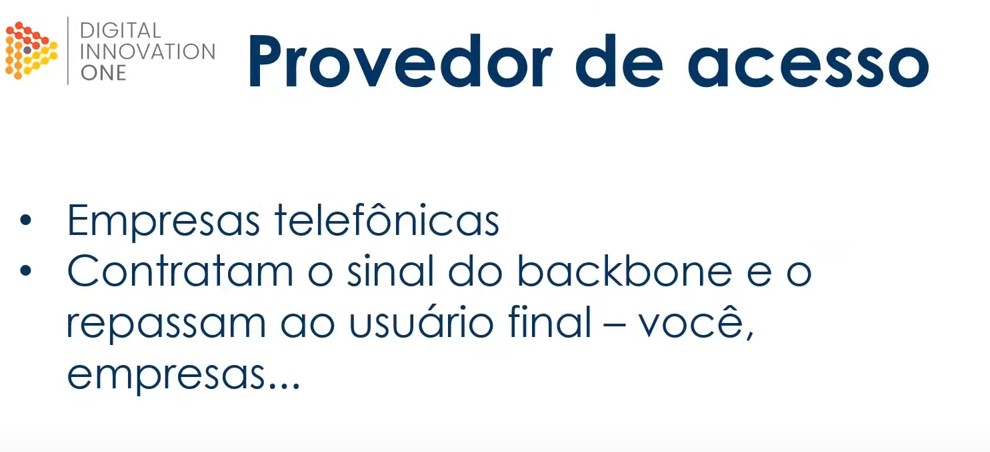 DIGITAL
INNOVATION
ONE
Provedor de acesso
• Empresas telefônicas
• Contratam o sinal do backbone e o
repassam ao usuário final – você,
empresas...